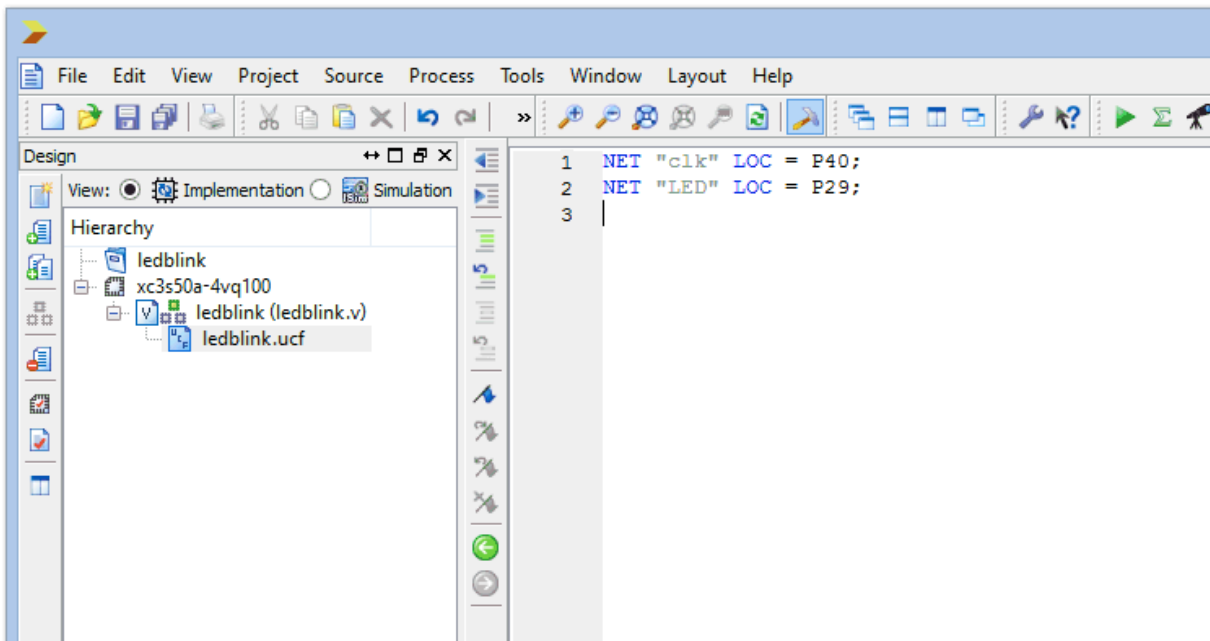 File Edit View Project Source Process Tools Window Layout Help
»
Design
View: Implementation Simulation
Hierarchy
ledblink
xc3s50a-4vq100
ledblink (ledblink.v)
ledblink.ucf
1 NET "clk" LOC = P40;
2 NET "LED" LOC = P29;
3